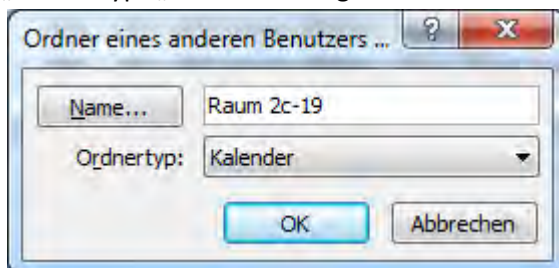 Ordner eines anderen Benutzers ...
Name... Raum 2c-19
Ordnertyp: Kalender
OK Abbrechen